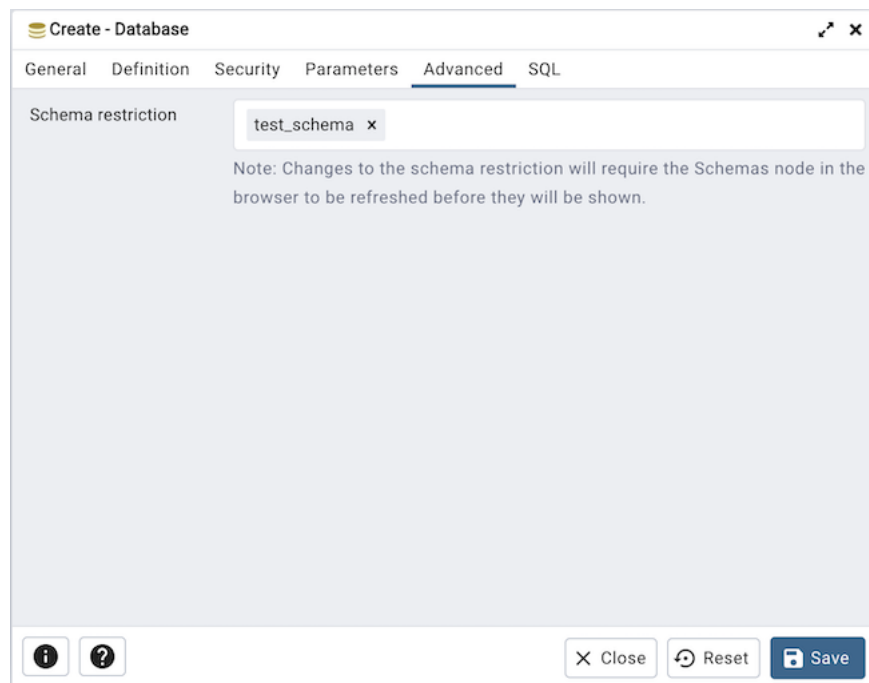 Create - Database
General Definition Security Parameters Advanced SQL
Schema restriction
test_schema
Note: Changes to the schema restriction will require the Schemas node in the
browser to be refreshed before they will be shown.
Close Reset Save